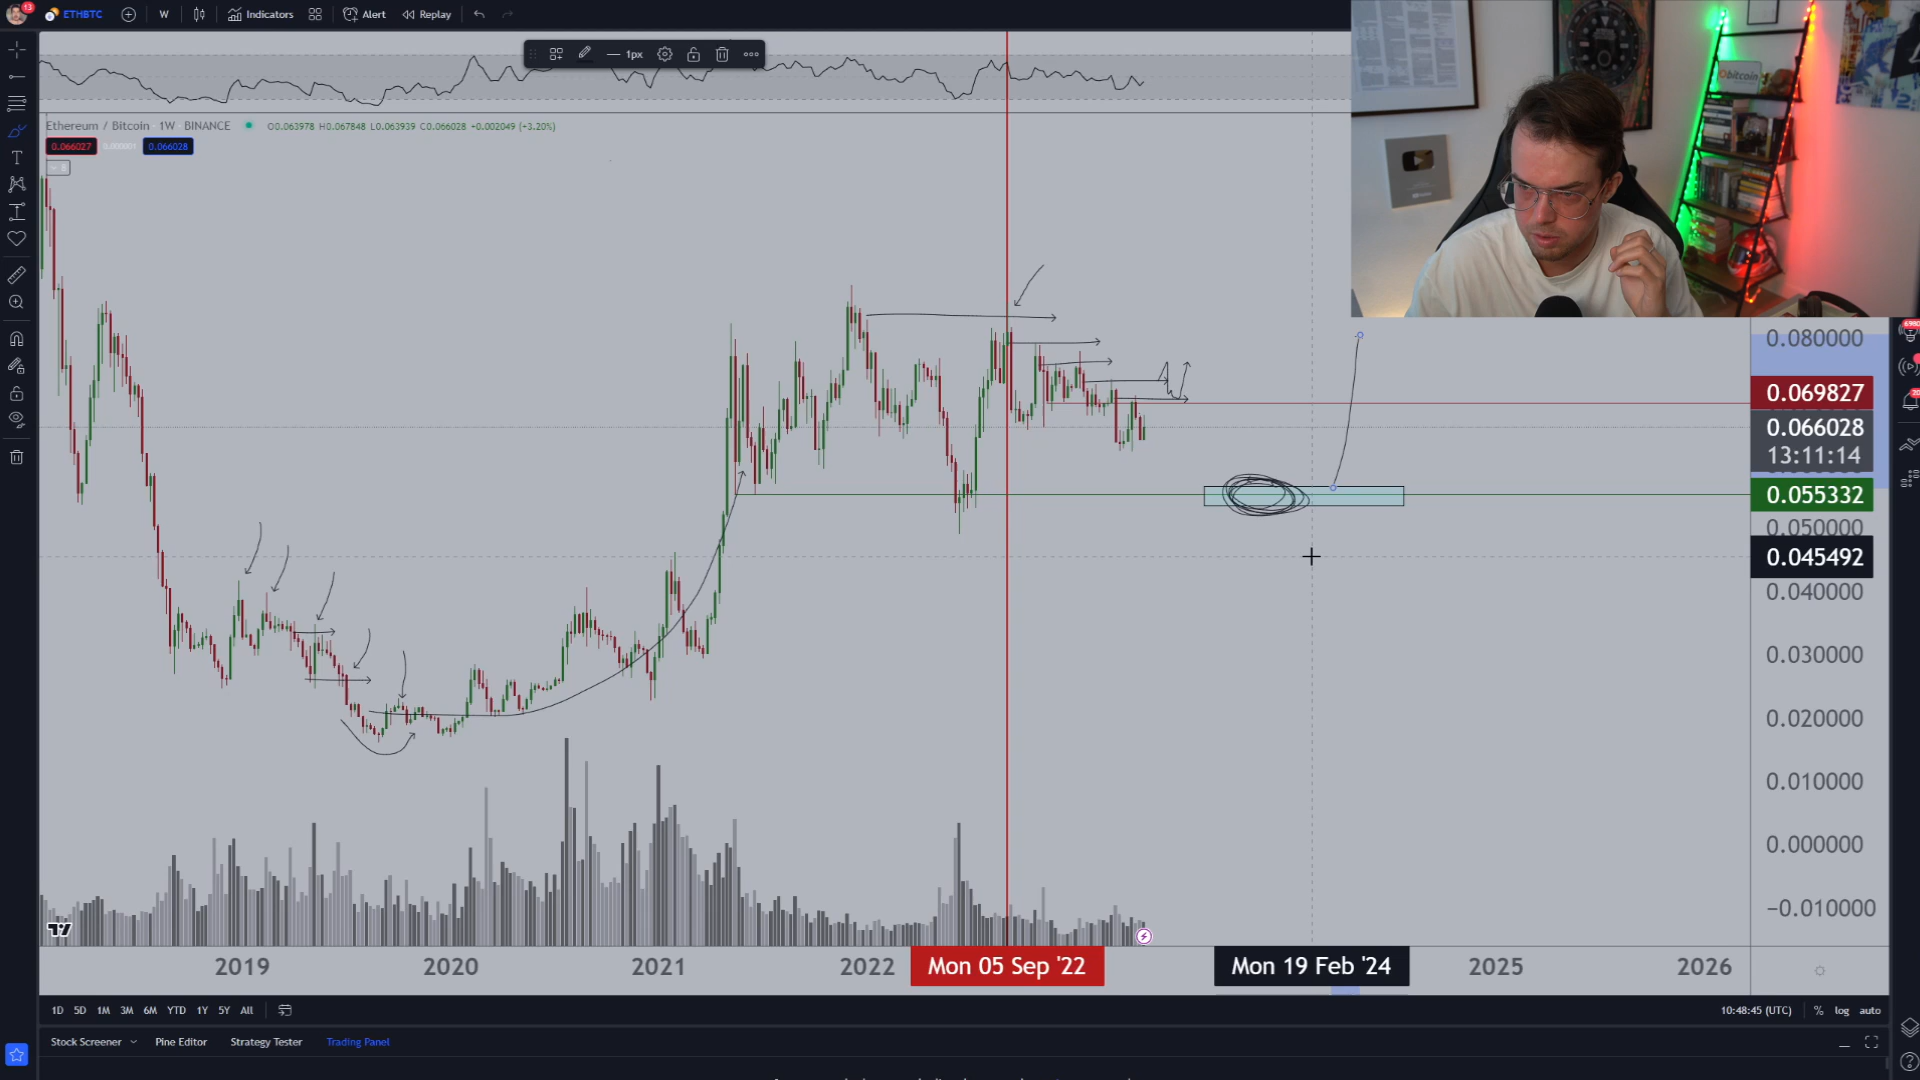 13
ETHBTC
W
Indicators
Alert
Replay
1px
Ethereum / Bitcoin · 1W · BINANCE O0.063978 H0.067848 L0.063939 C0.066028 +0.002049 (+3.20%)
0.066027
0.066028
bitcoin
0.080000
0.069827
0.066028
13:11:14
0.055332
0.050000
0.045492
0.040000
0.030000
0.020000
0.010000
0.000000
−0.010000
2019
2020
2021
2022
Mon 05 Sep '22
Mon 19 Feb '24
2025
2026
1D 5D 1M 3M 6M YTD 1Y 5Y All
10:48:45 (UTC) % log auto
Stock Screener
Pine Editor
Strategy Tester
Trading Panel